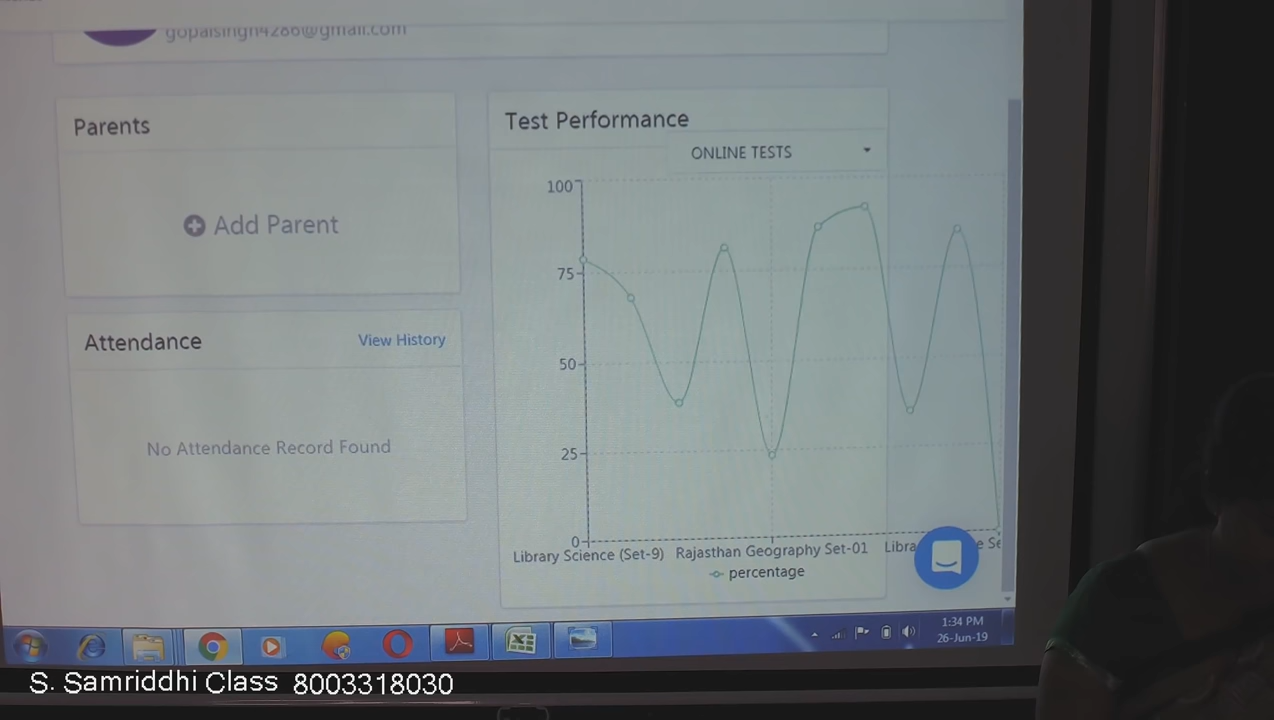 Parents
Add Parent
Attendance
View History
No Attendance Record Found
Test Performance
ONLINE TESTS
100
75
50
25
0
Library Science (Set-9)
Rajasthan Geography Set-01
percentage
1:34 PM
26-Jun-19
S. Samriddhi Class 8003318030